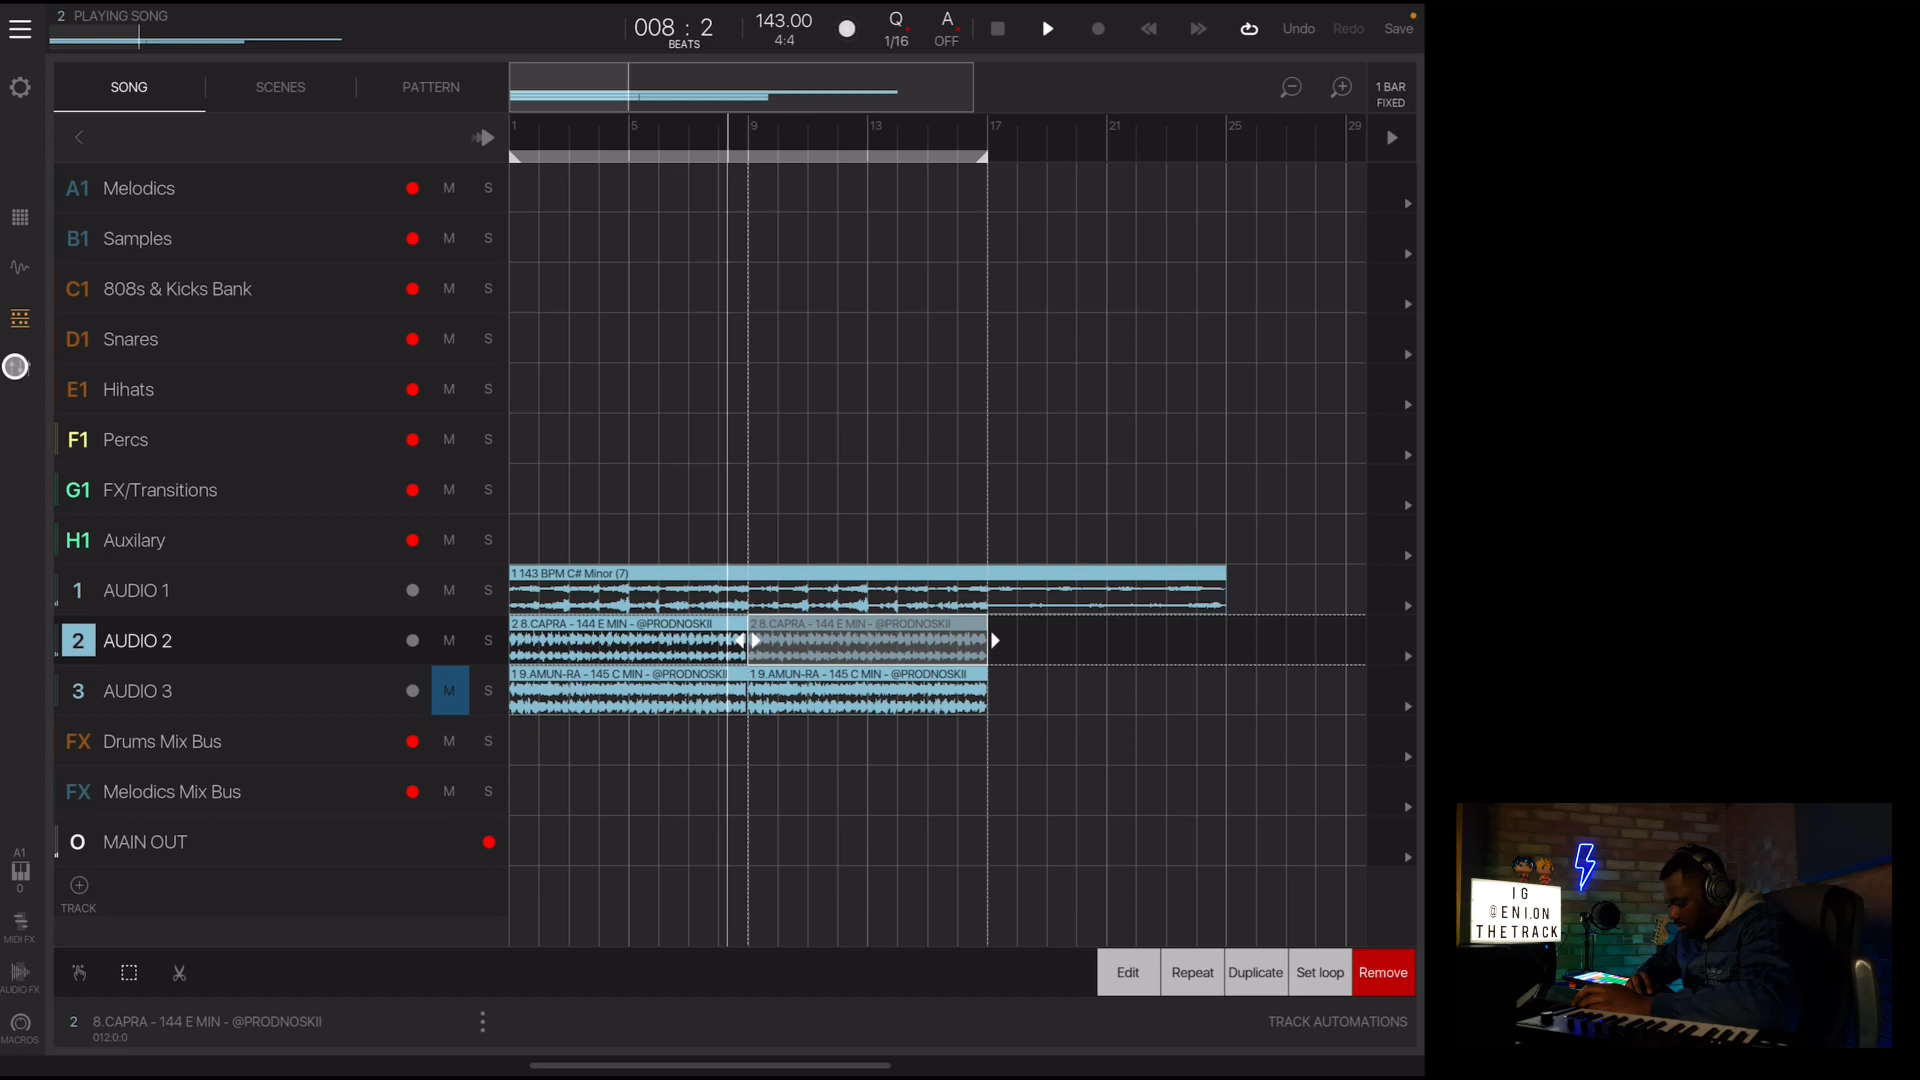 2 PLAYING SONG
008 : 2
BEATS
143.00
4:4
Q
1/16
A
OFF
Undo
Redo
Save
SONG
SCENES
PATTERN
1 BAR
FIXED
1
5
9
13
17
21
25
29
A1 Melodics M S
B1 Samples M S
C1 808s & Kicks Bank M S
D1 Snares M S
E1 Hihats M S
F1 Percs M S
G1 FX/Transitions M S
H1 Auxilary M S
1 AUDIO 1 M S
1 143 BPM C# Minor (7)
2 AUDIO 2 M S
2 8.CAPRA - 144 E MIN - @PRODNOSKII
2 8.CAPRA - 144 E MIN - @PRODNOSKII
3 AUDIO 3 M S
1 9.AMUN-RA - 145 C MIN - @PRODNOSKII
1 9.AMUN-RA - 145 C MIN - @PRODNOSKII
FX Drums Mix Bus M S
FX Melodics Mix Bus M S
O MAIN OUT
TRACK
A1
0
MIDI FX
AUDIO FX
MACROS
Edit
Repeat
Duplicate
Set loop
Remove
2 8.CAPRA - 144 E MIN - @PRODNOSKII
012:0:0
TRACK AUTOMATIONS
IG
@ENI.ON
THETRACK